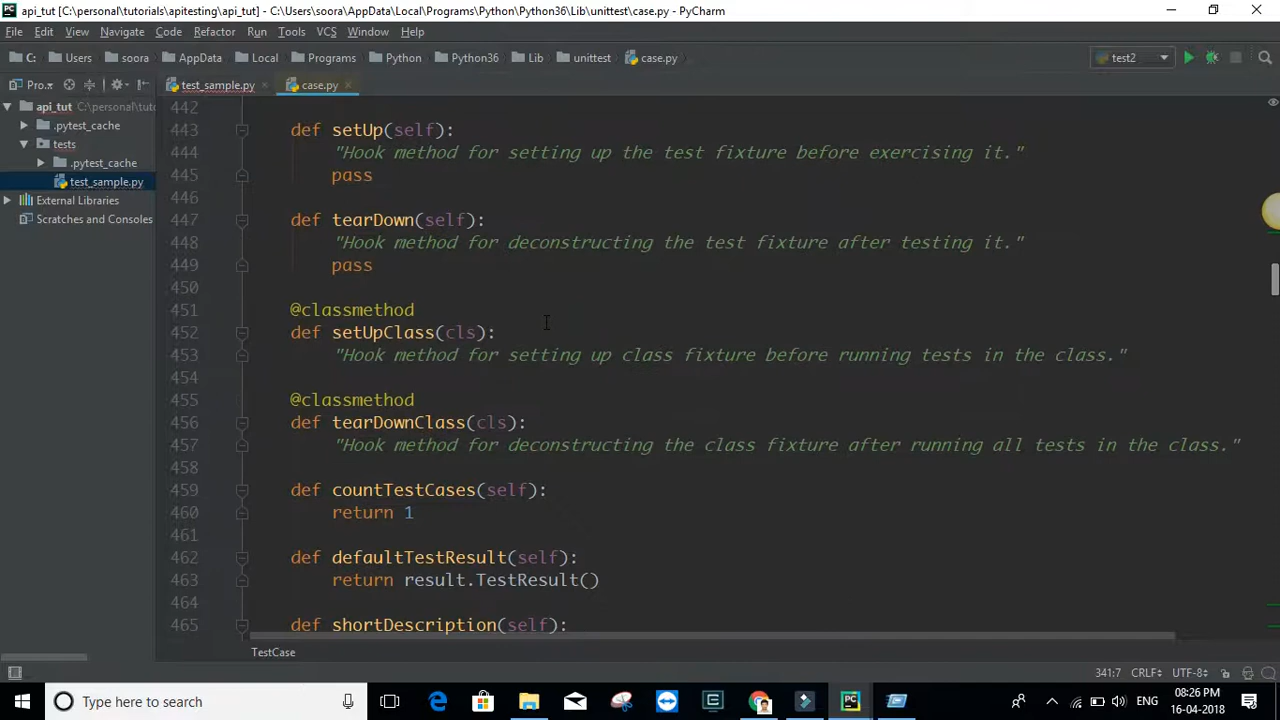 api_tut [C:\personal\tutorials\apitesting\api_tut] - C:\Users\soora\AppData\Local\Programs\Python\Python36\Lib\unittest\case.py - PyCharm
File Edit View Navigate Code Refactor Run Tools VCS Window Help
C: Users soora AppData Local Programs Python Python36 Lib unittest case.py test2
Pro... test_sample.py case.py
api_tut C:\personal\tuto
.pytest_cache
tests
.pytest_cache
test_sample.py
External Libraries
Scratches and Consoles
442
443 def setUp(self):
444 "Hook method for setting up the test fixture before exercising it."
445 pass
446
447 def tearDown(self):
448 "Hook method for deconstructing the test fixture after testing it."
449 pass
450
451 @classmethod
452 def setUpClass(cls):
453 "Hook method for setting up class fixture before running tests in the class."
454
455 @classmethod
456 def tearDownClass(cls):
457 "Hook method for deconstructing the class fixture after running all tests in the class."
458
459 def countTestCases(self):
460 return 1
461
462 def defaultTestResult(self):
463 return result.TestResult()
464
465 def shortDescription(self):
TestCase
341:7 CRLF UTF-8
Type here to search
ENG
08:26 PM
16-04-2018